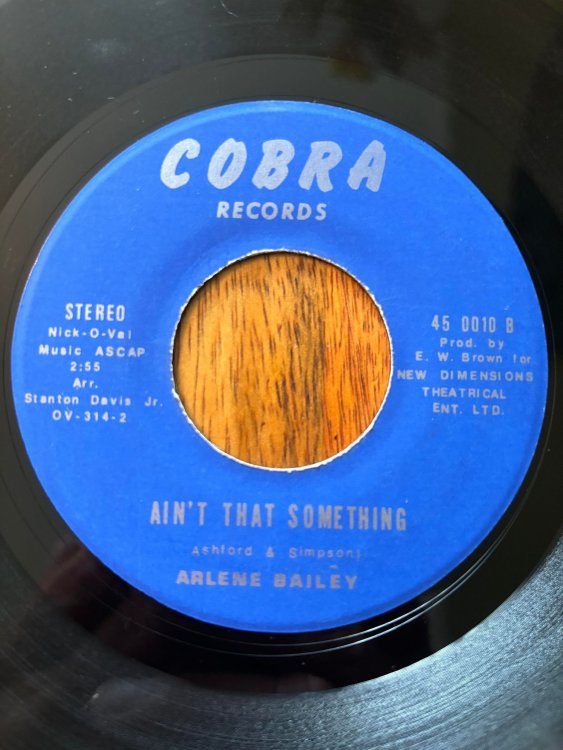 COBRA
RECORDS
STEREO
Nick-O-Val
Music ASCAP
2:55
Arr.
Stanton Davis Jr.
OV-314-2
45 0010 B
Prod. by
E. W. Brown for
NEW DIMENSIONS
THEATRICAL
ENT. LTD.
AIN'T THAT SOMETHING
Ashford & Simpson)
ARLENE BAILEY